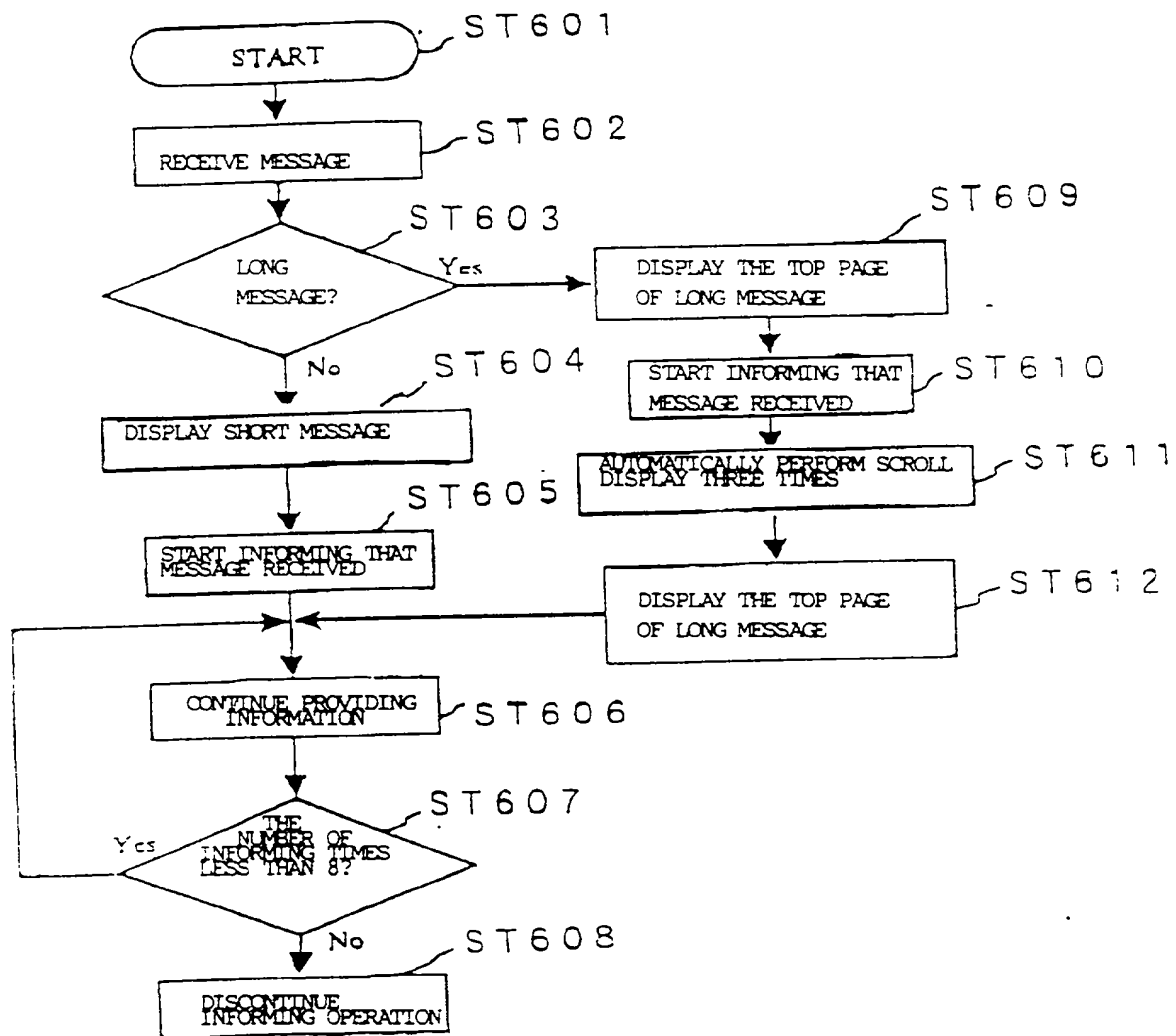 ST601
START
ST602
RECEIVE MESSAGE
ST603
LONG
MESSAGE?
Yes
No
ST609
DISPLAY THE TOP PAGE
OF LONG MESSAGE
ST604
DISPLAY SHORT MESSAGE
ST610
START INFORMING THAT
MESSAGE RECEIVED
ST611
AUTOMATICALLY PERFORM SCROLL
DISPLAY THREE TIMES
ST605
START INFORMING THAT
MESSAGE RECEIVED
ST612
DISPLAY THE TOP PAGE
OF LONG MESSAGE
CONTINUE PROVIDING
INFORMATION
ST606
ST607
THE
NUMBER OF
INFORMING TIMES
LESS THAN 8?
Yes
No
ST608
DISCONTINUE
INFORMING OPERATION